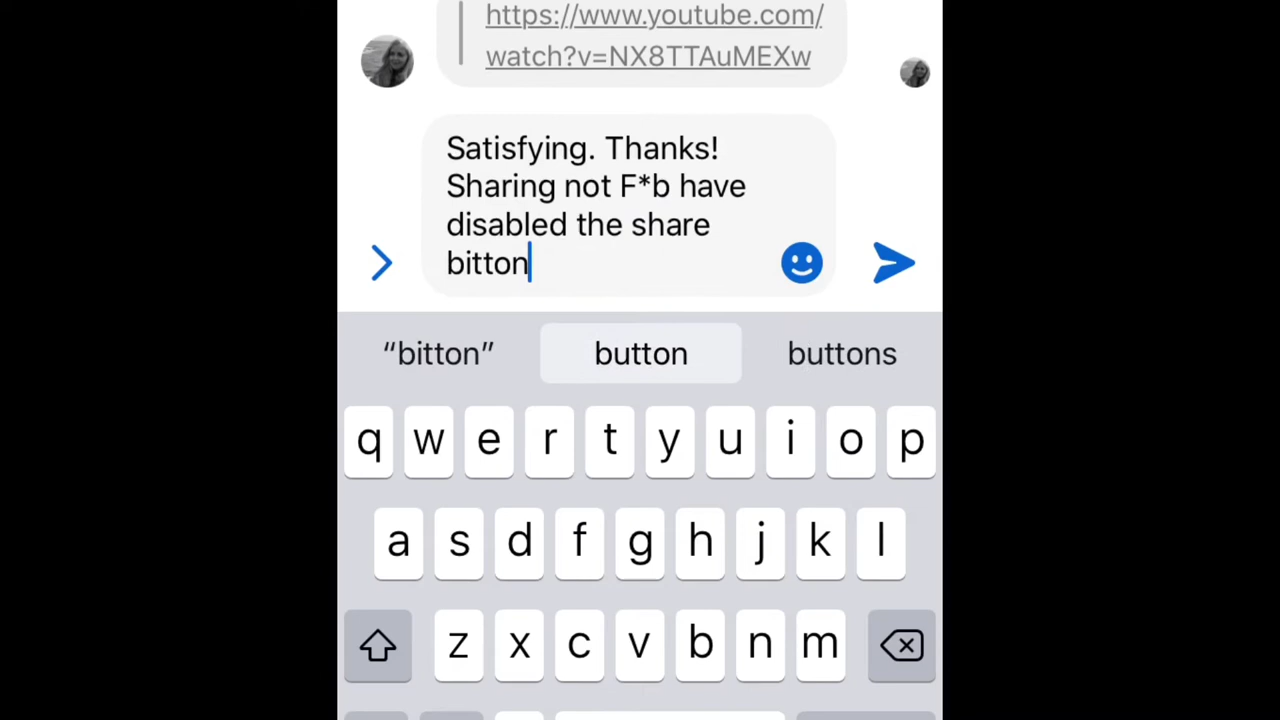 https://www.youtube.com/
watch?v=NX8TTAuMEXw
Satisfying. Thanks!
Sharing not F*b have
disabled the share
bitton
“bitton” button buttons
q w e r t y u i o p
a s d f g h j k l
z x c v b n m